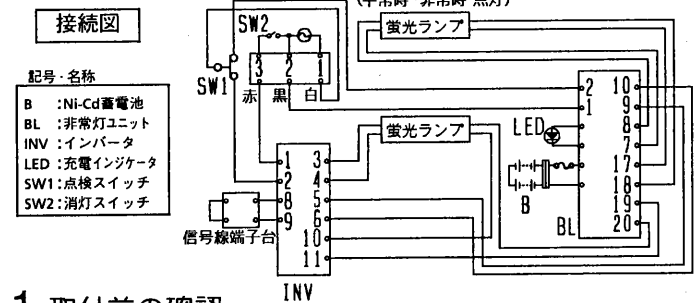 接続図
(平常時・非常時 点灯)
記号・名称
B :Ni-Cd蓄電池
BL :非常灯ユニット
INV :インバータ
LED :充電インジケータ
SW1 :点検スイッチ
SW2 :消灯スイッチ
SW2
SW1
3 2 1
赤 黒 白
蛍光ランプ
蛍光ランプ
LED
B
BL
2
1
10
9
8
7
17
18
19
20
1
2
8
9
3
4
5
6
10
11
信号線端子台
INV
1 取付前の確認